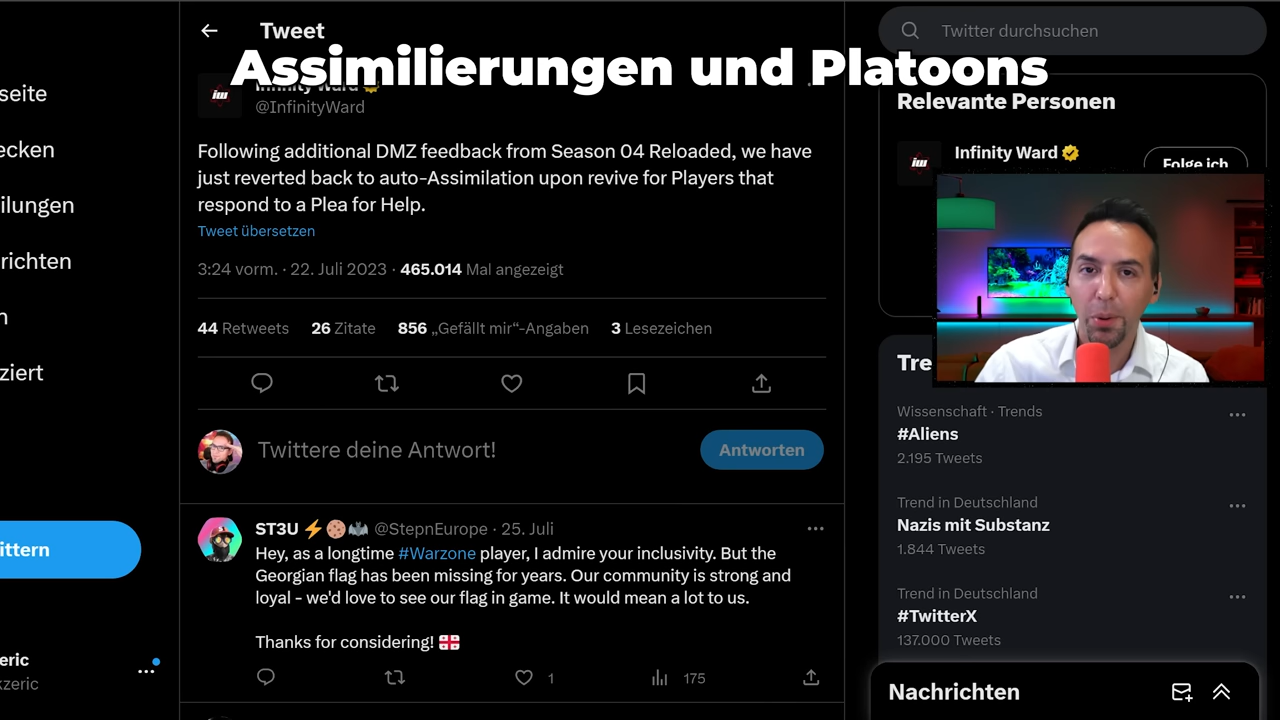 Tweet
Twitter durchsuchen
Assimilierungen und Platoons
Infinity Ward
@InfinityWard
Following additional DMZ feedback from Season 04 Reloaded, we have
just reverted back to auto-Assimilation upon revive for Players that
respond to a Plea for Help.
Tweet übersetzen
3:24 vorm. · 22. Juli 2023 · 465.014 Mal angezeigt
44 Retweets 26 Zitate 856 „Gefällt mir“-Angaben 3 Lesezeichen
Twittere deine Antwort!
Antworten
ST3U ⚡🍪🦇 @StepnEurope · 25. Juli
Hey, as a longtime #Warzone player, I admire your inclusivity. But the
Georgian flag has been missing for years. Our community is strong and
loyal - we'd love to see our flag in game. It would mean a lot to us.
Thanks for considering! 🇬🇪
1
175
seite
ecken
ilungen
richten
n
ziert
ittern
eric
kzeric
Relevante Personen
iw
Infinity Ward
Folge ich
Tre
Wissenschaft · Trends
#Aliens
2.195 Tweets
Trend in Deutschland
Nazis mit Substanz
1.844 Tweets
Trend in Deutschland
#TwitterX
137.000 Tweets
Nachrichten